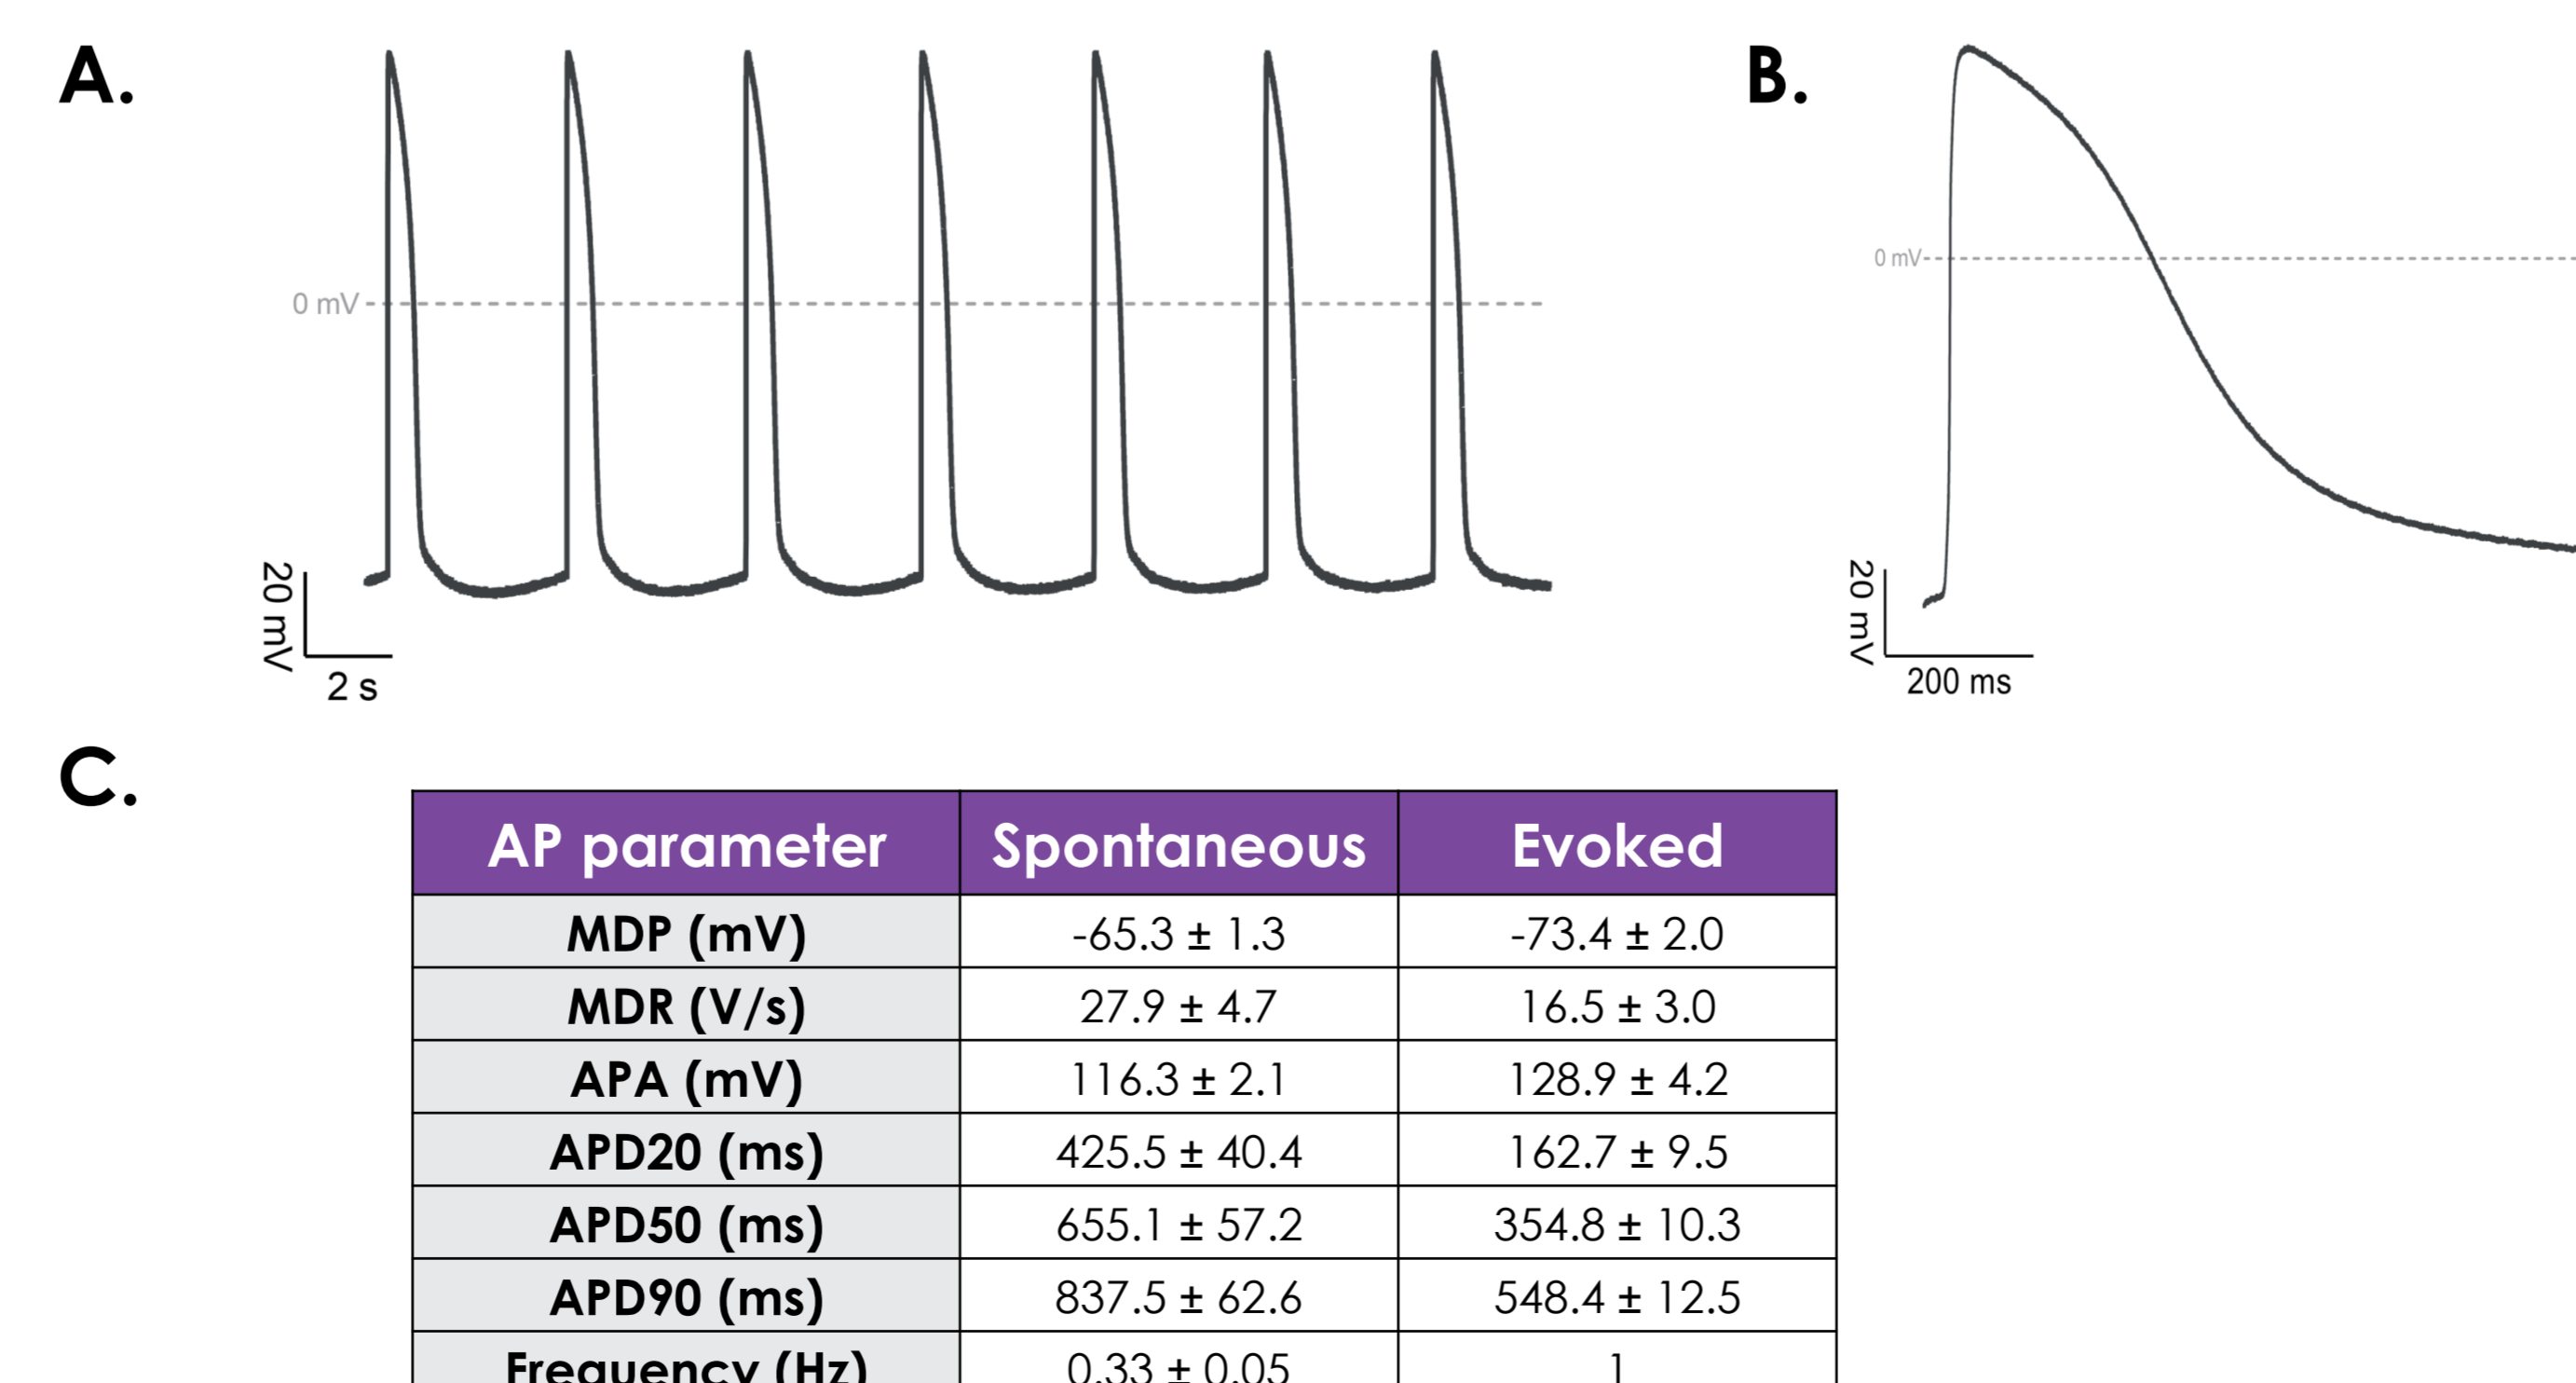 A.
B.
0 mV
0 mV
20 mV
2 s
20 mV
200 ms
C.
AP parameter Spontaneous Evoked
MDP (mV) -65.3 ± 1.3 -73.4 ± 2.0
MDR (V/s) 27.9 ± 4.7 16.5 ± 3.0
APA (mV) 116.3 ± 2.1 128.9 ± 4.2
APD20 (ms) 425.5 ± 40.4 162.7 ± 9.5
APD50 (ms) 655.1 ± 57.2 354.8 ± 10.3
APD90 (ms) 837.5 ± 62.6 548.4 ± 12.5
Frequency (Hz) 0.33 ± 0.05 1